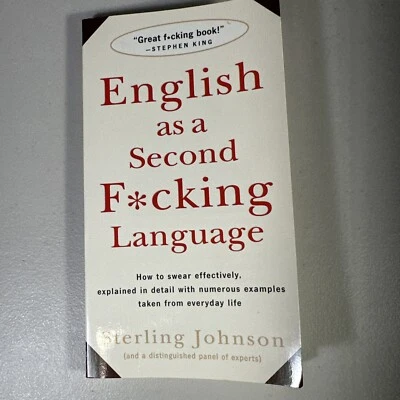 "Great f*cking book!"
—STEPHEN KING
English
as a
Second
F*cking
Language
How to swear effectively,
explained in detail with numerous examples
taken from everyday life
Sterling Johnson
(and a distinguished panel of experts)